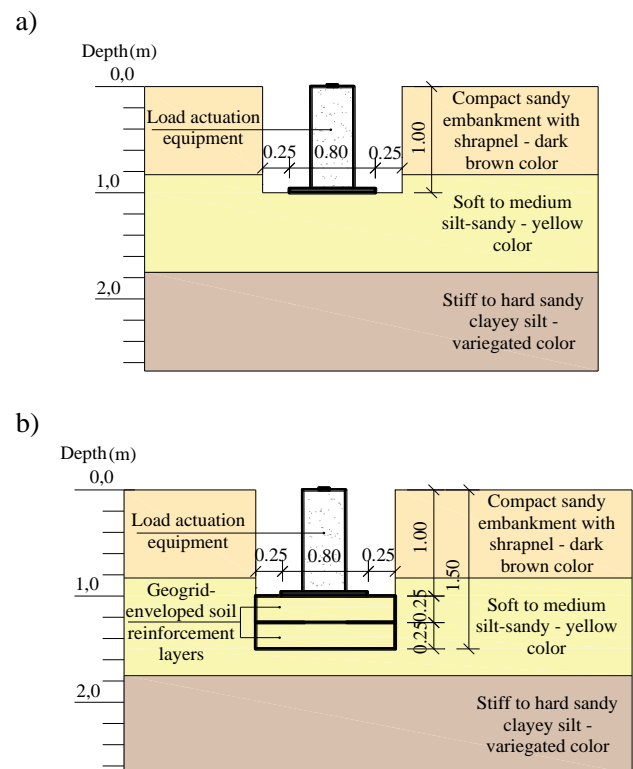 a)
Depth (m)
0,0
Load actuation
equipment
0.25 0.80 0.25
1.00
Compact sandy
embankment with
shrapnel - dark
brown color
1,0
Soft to medium
silt-sandy - yellow
color
2,0
Stiff to hard sandy
clayey silt -
variegated color
b)
Depth (m)
0,0
Load actuation
equipment
0.25 0.80 0.25
1.00
1.50
Compact sandy
embankment with
shrapnel - dark
brown color
1,0
Geogrid-
enveloped soil
reinforcement
layers
0.25
0.25
Soft to medium
silt-sandy - yellow
color
2,0
Stiff to hard sandy
clayey silt -
variegated color